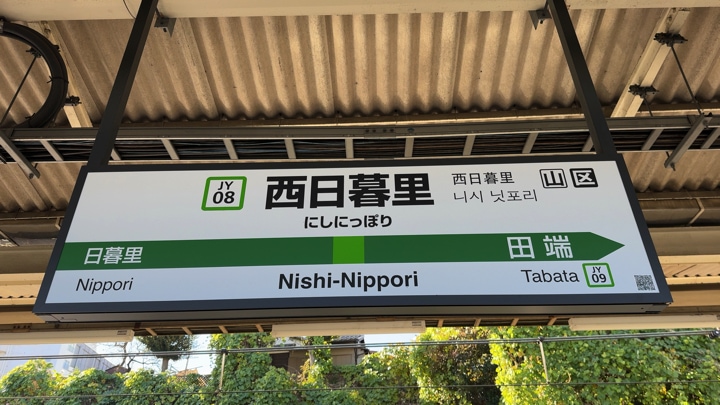 JY
08
西日暮里
西日暮里
山 区
니시 닛포리
にしにっぽり
日暮里
田端
Nippori
Nishi-Nippori
Tabata
JY
09